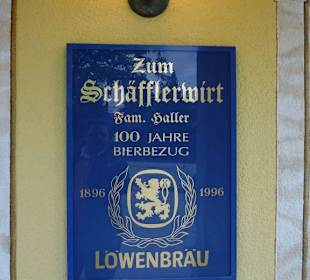 Zum
Schäfflerwirt
Fam. Haller
100 JAHRE
BIERBEZUG
1896 1996
LÖWENBRÄU